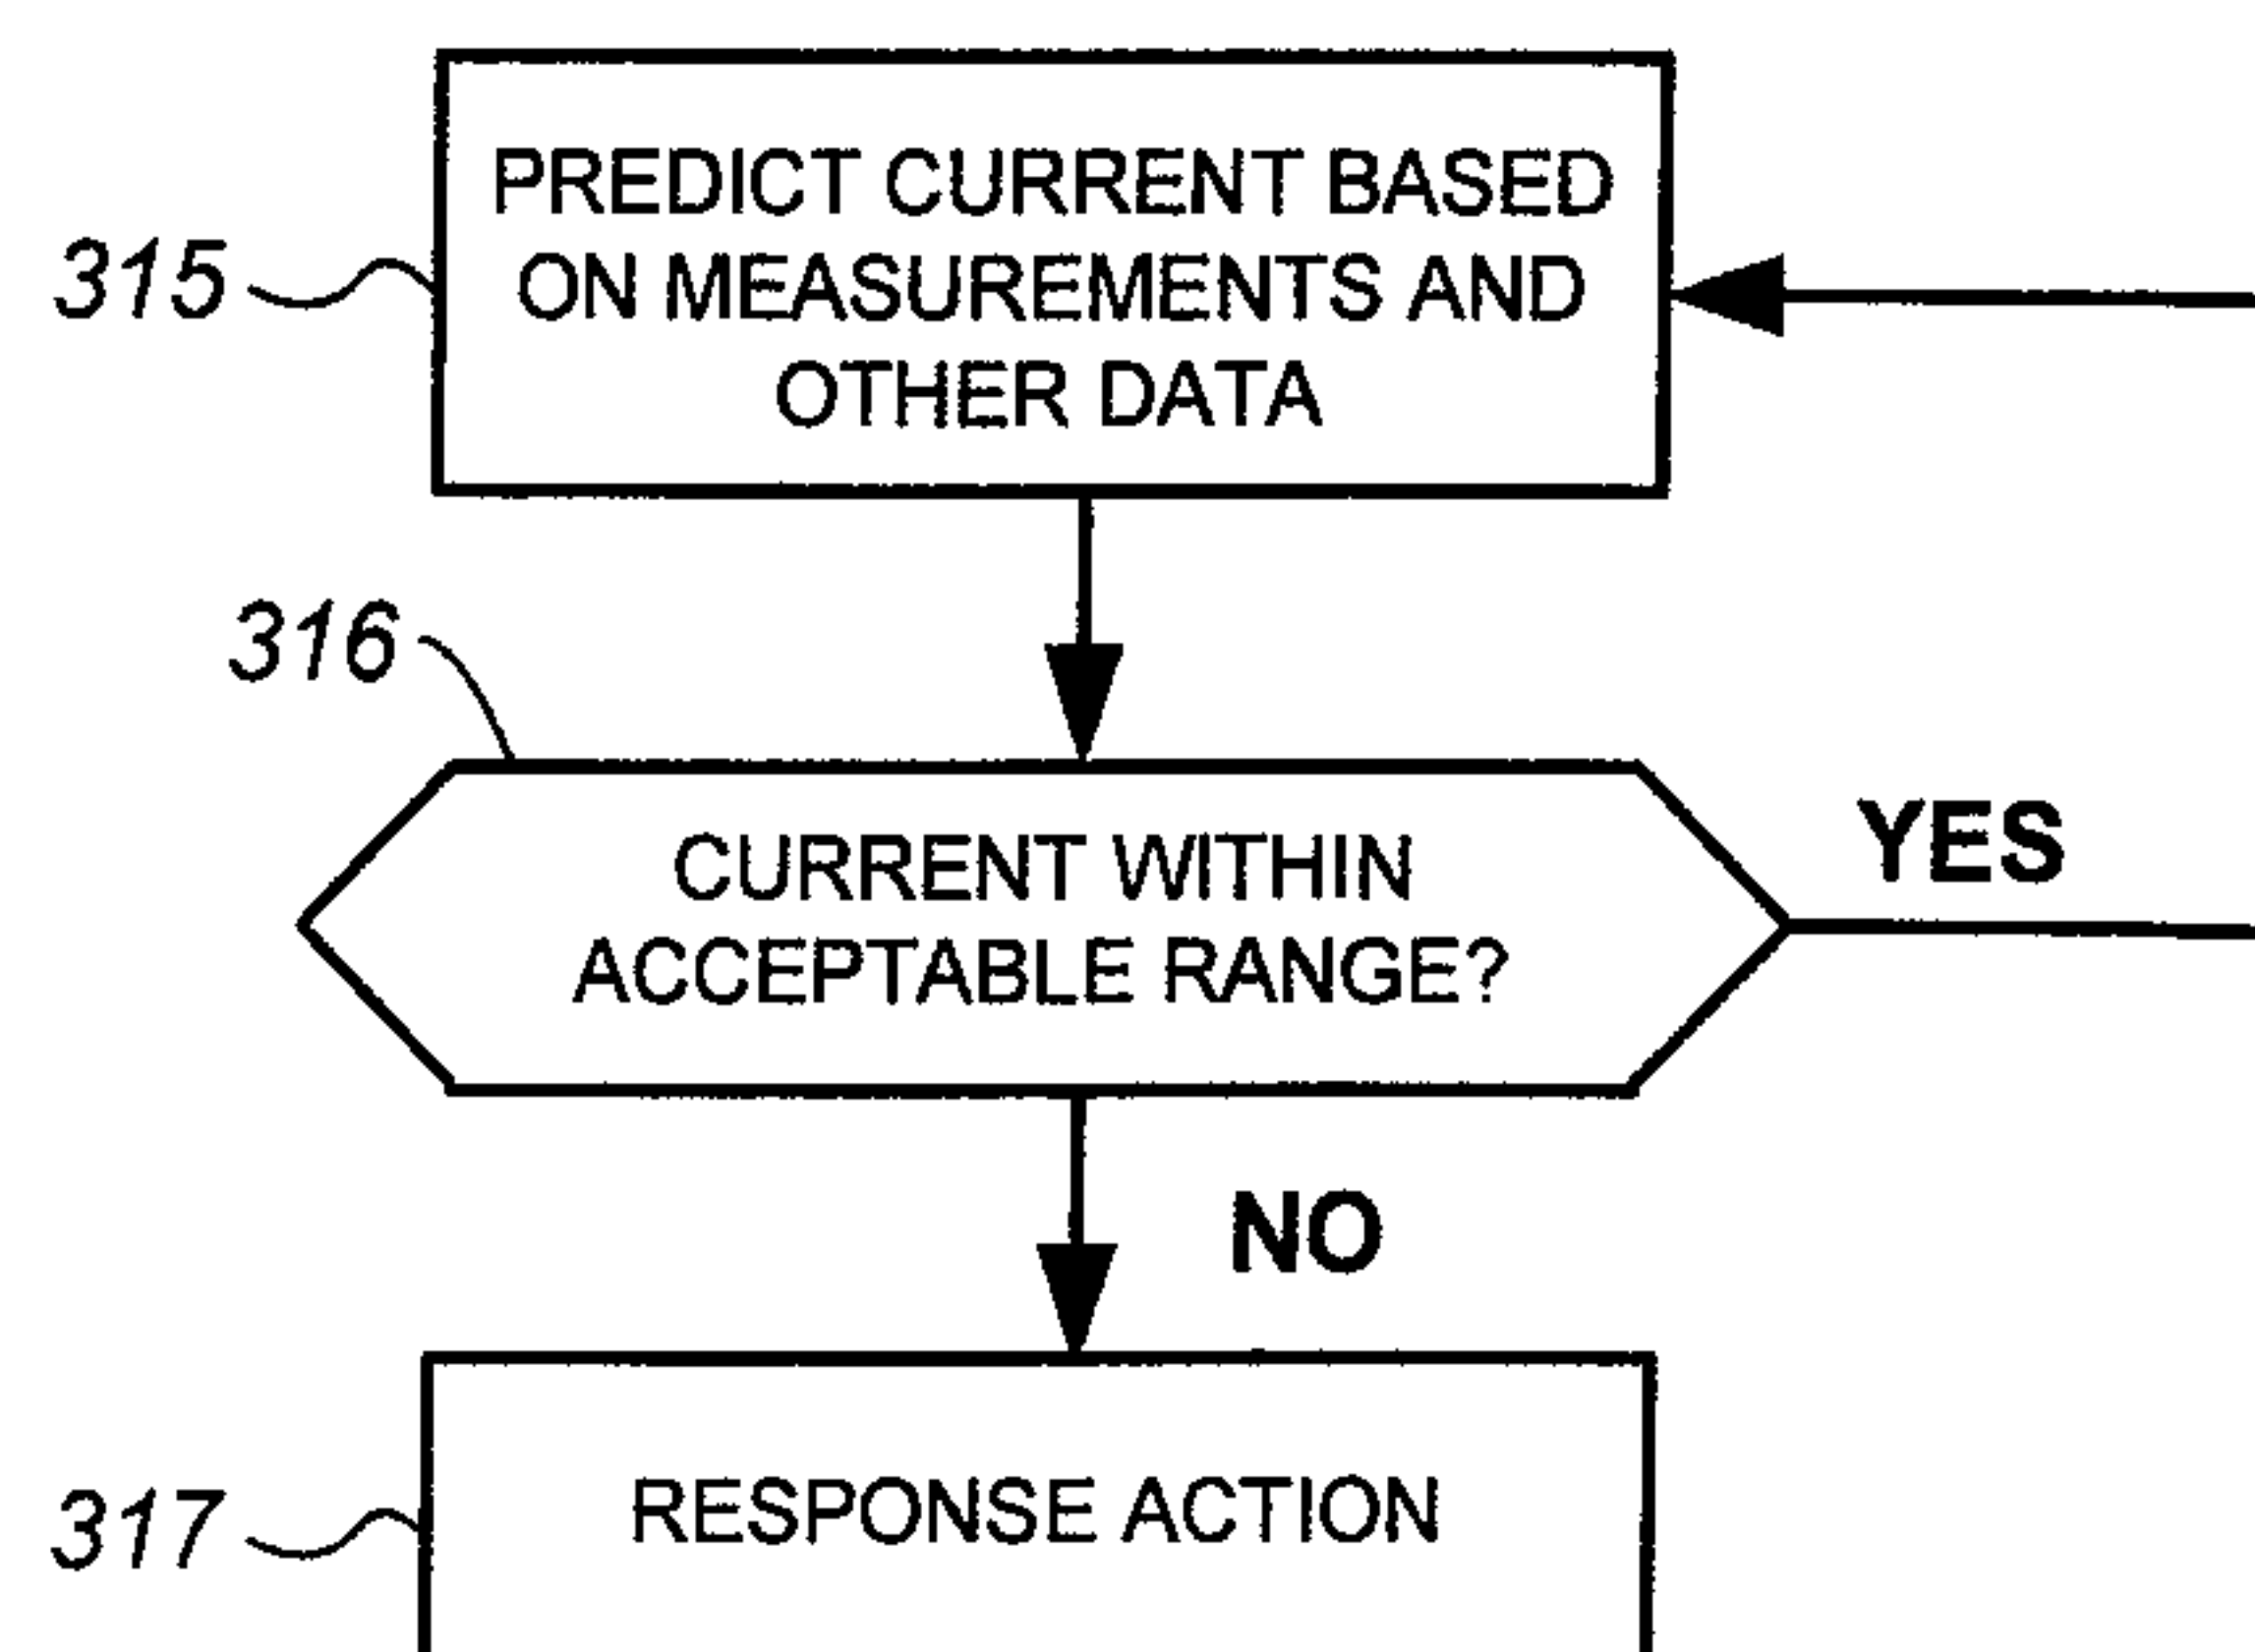 PREDICT CURRENT BASED
ON MEASUREMENTS AND
OTHER DATA
315
316
CURRENT WITHIN
ACCEPTABLE RANGE?
YES
NO
317
RESPONSE ACTION